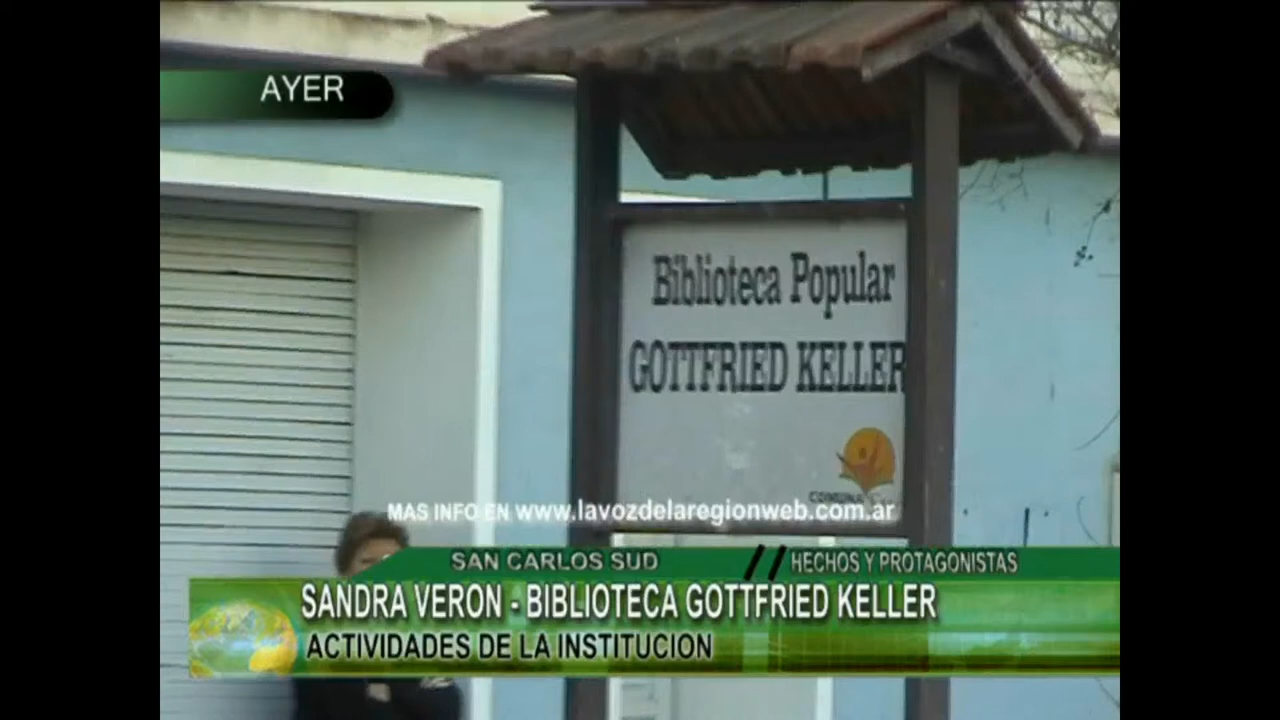 AYER
Biblioteca Popular
GOTTFRIED KELLER
COMUNA
MAS INFO EN www.lavozdelaregionweb.com.ar
SAN CARLOS SUD // HECHOS Y PROTAGONISTAS
SANDRA VERON - BIBLIOTECA GOTTFRIED KELLER
ACTIVIDADES DE LA INSTITUCION